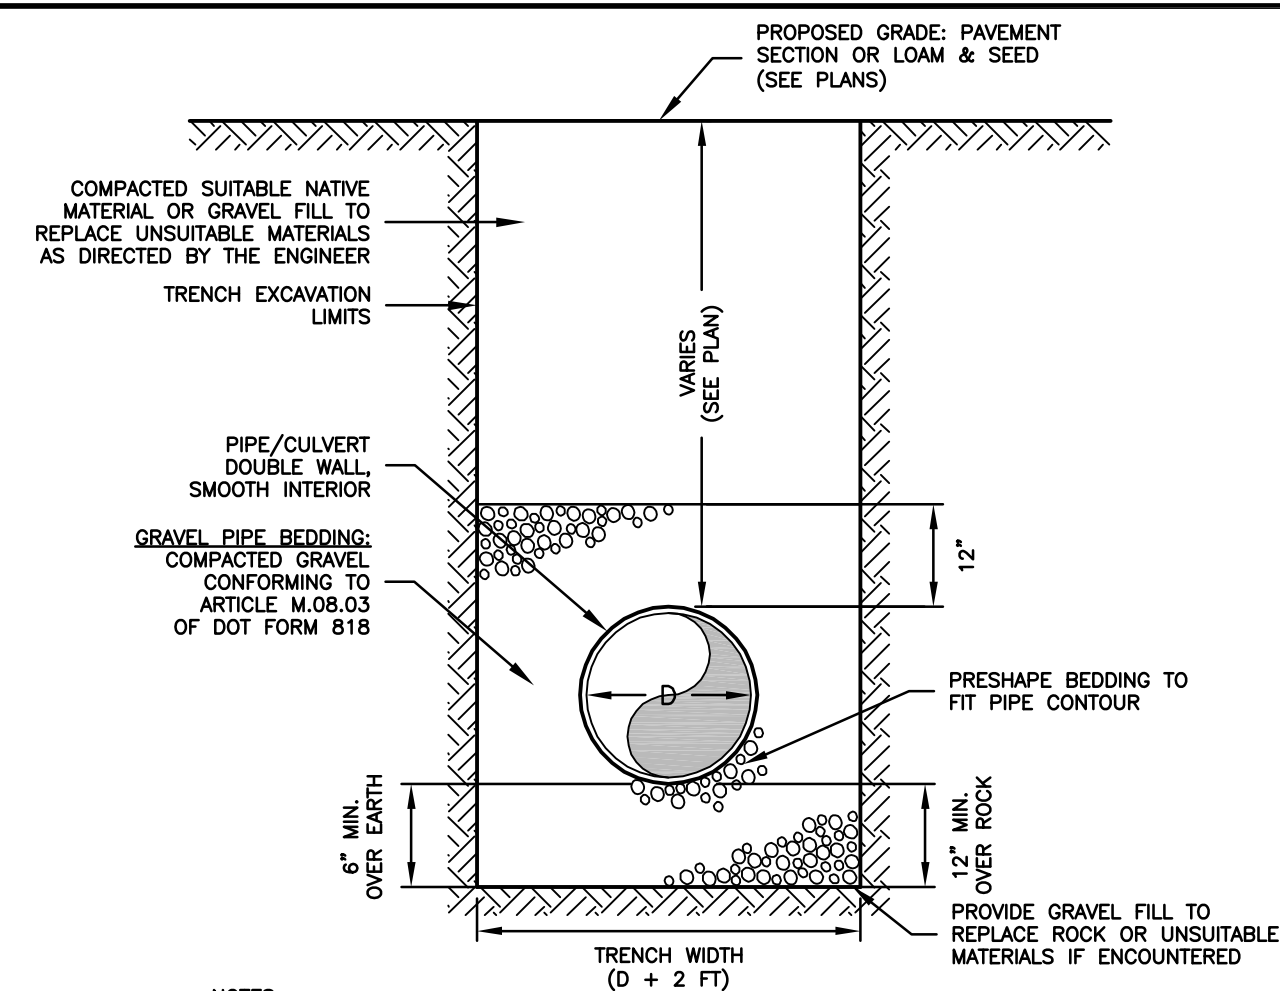 PROPOSED GRADE: PAVEMENT
SECTION OR LOAM & SEED
(SEE PLANS)
COMPACTED SUITABLE NATIVE
MATERIAL OR GRAVEL FILL TO
REPLACE UNSUITABLE MATERIALS
AS DIRECTED BY THE ENGINEER
TRENCH EXCAVATION
LIMITS
VARIES
(SEE PLAN)
PIPE/CULVERT
DOUBLE WALL,
SMOOTH INTERIOR
GRAVEL PIPE BEDDING:
COMPACTED GRAVEL
CONFORMING TO
ARTICLE M.08.03
OF DOT FORM 818
12"
D
PRESHAPE BEDDING TO
FIT PIPE CONTOUR
6" MIN.
OVER EARTH
12" MIN.
OVER ROCK
PROVIDE GRAVEL FILL TO
REPLACE ROCK OR UNSUITABLE
MATERIALS IF ENCOUNTERED
TRENCH WIDTH
(D + 2 FT)